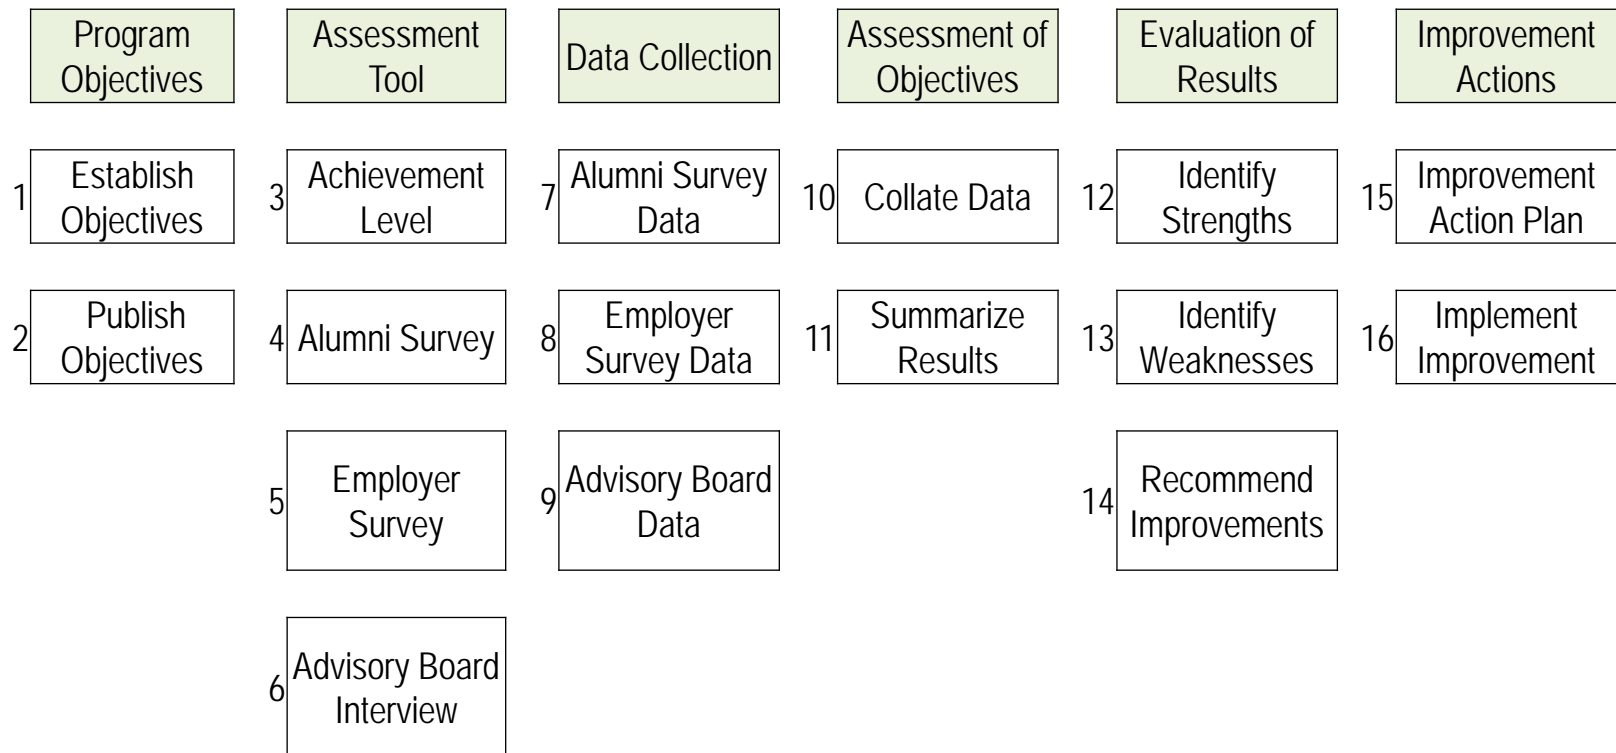 Program
Objectives
Assessment
Tool
Data Collection
Assessment of
Objectives
Evaluation of
Results
Improvement
Actions
1
Establish
Objectives
3
Achievement
Level
7
Alumni Survey
Data
10
Collate Data
12
Identify
Strengths
15
Improvement
Action Plan
2
Publish
Objectives
4
Alumni Survey
8
Employer
Survey Data
11
Summarize
Results
13
Identify
Weaknesses
16
Implement
Improvement
5
Employer
Survey
9
Advisory Board
Data
14
Recommend
Improvements
6
Advisory Board
Interview